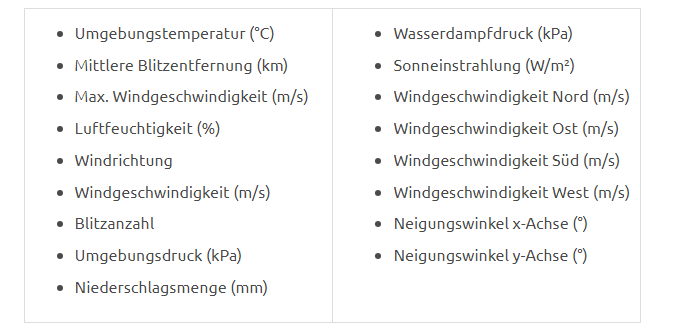 Umgebungstemperatur (°C)
Mittlere Blitzentfernung (km)
Max. Windgeschwindigkeit (m/s)
Luftfeuchtigkeit (%)
Windrichtung
Windgeschwindigkeit (m/s)
Blitzanzahl
Umgebungsdruck (kPa)
Niederschlagsmenge (mm)
Wasserdampfdruck (kPa)
Sonneinstrahlung (W/m²)
Windgeschwindigkeit Nord (m/s)
Windgeschwindigkeit Ost (m/s)
Windgeschwindigkeit Süd (m/s)
Windgeschwindigkeit West (m/s)
Neigungswinkel x-Achse (°)
Neigungswinkel y-Achse (°)